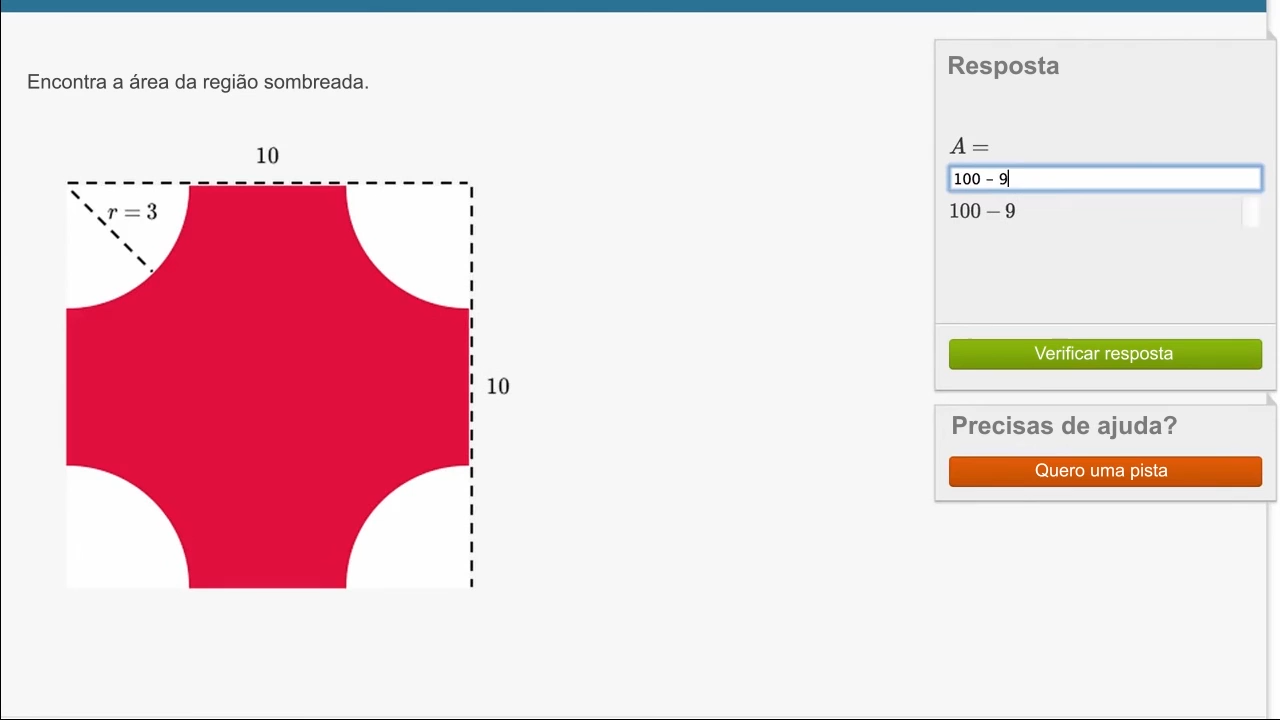 Encontra a área da região sombreada.
10
r = 3
10
Resposta
A =
100 - 9
100 − 9
Verificar resposta
Precisas de ajuda?
Quero uma pista